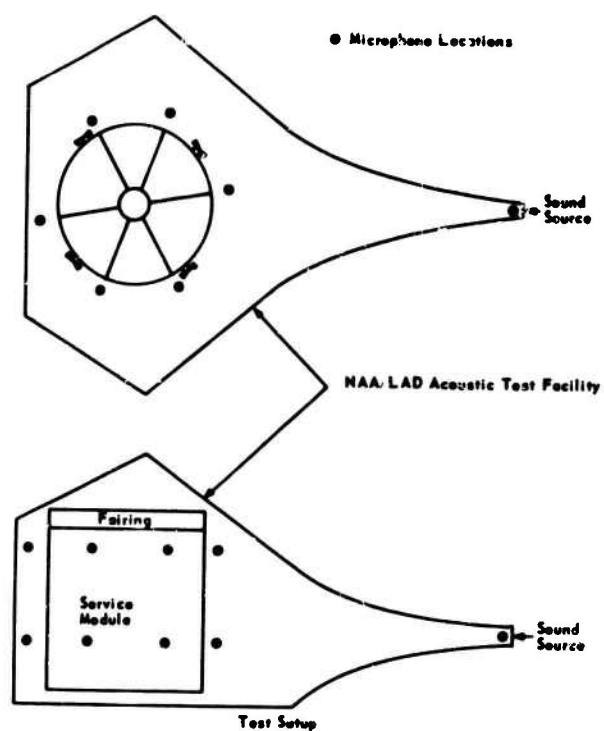 Microphone Locations
Sound
Source
NAA/LAD Acoustic Test Facility
Fairing
Service
Module
Sound
Source
Test Setup